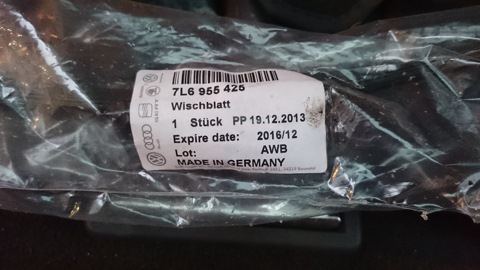 7L6 955 425
Wischblatt
1 Stück PP 19.12.2013
Expire date: 2016/12
Lot: AWB
MADE IN GERMANY
SEAT